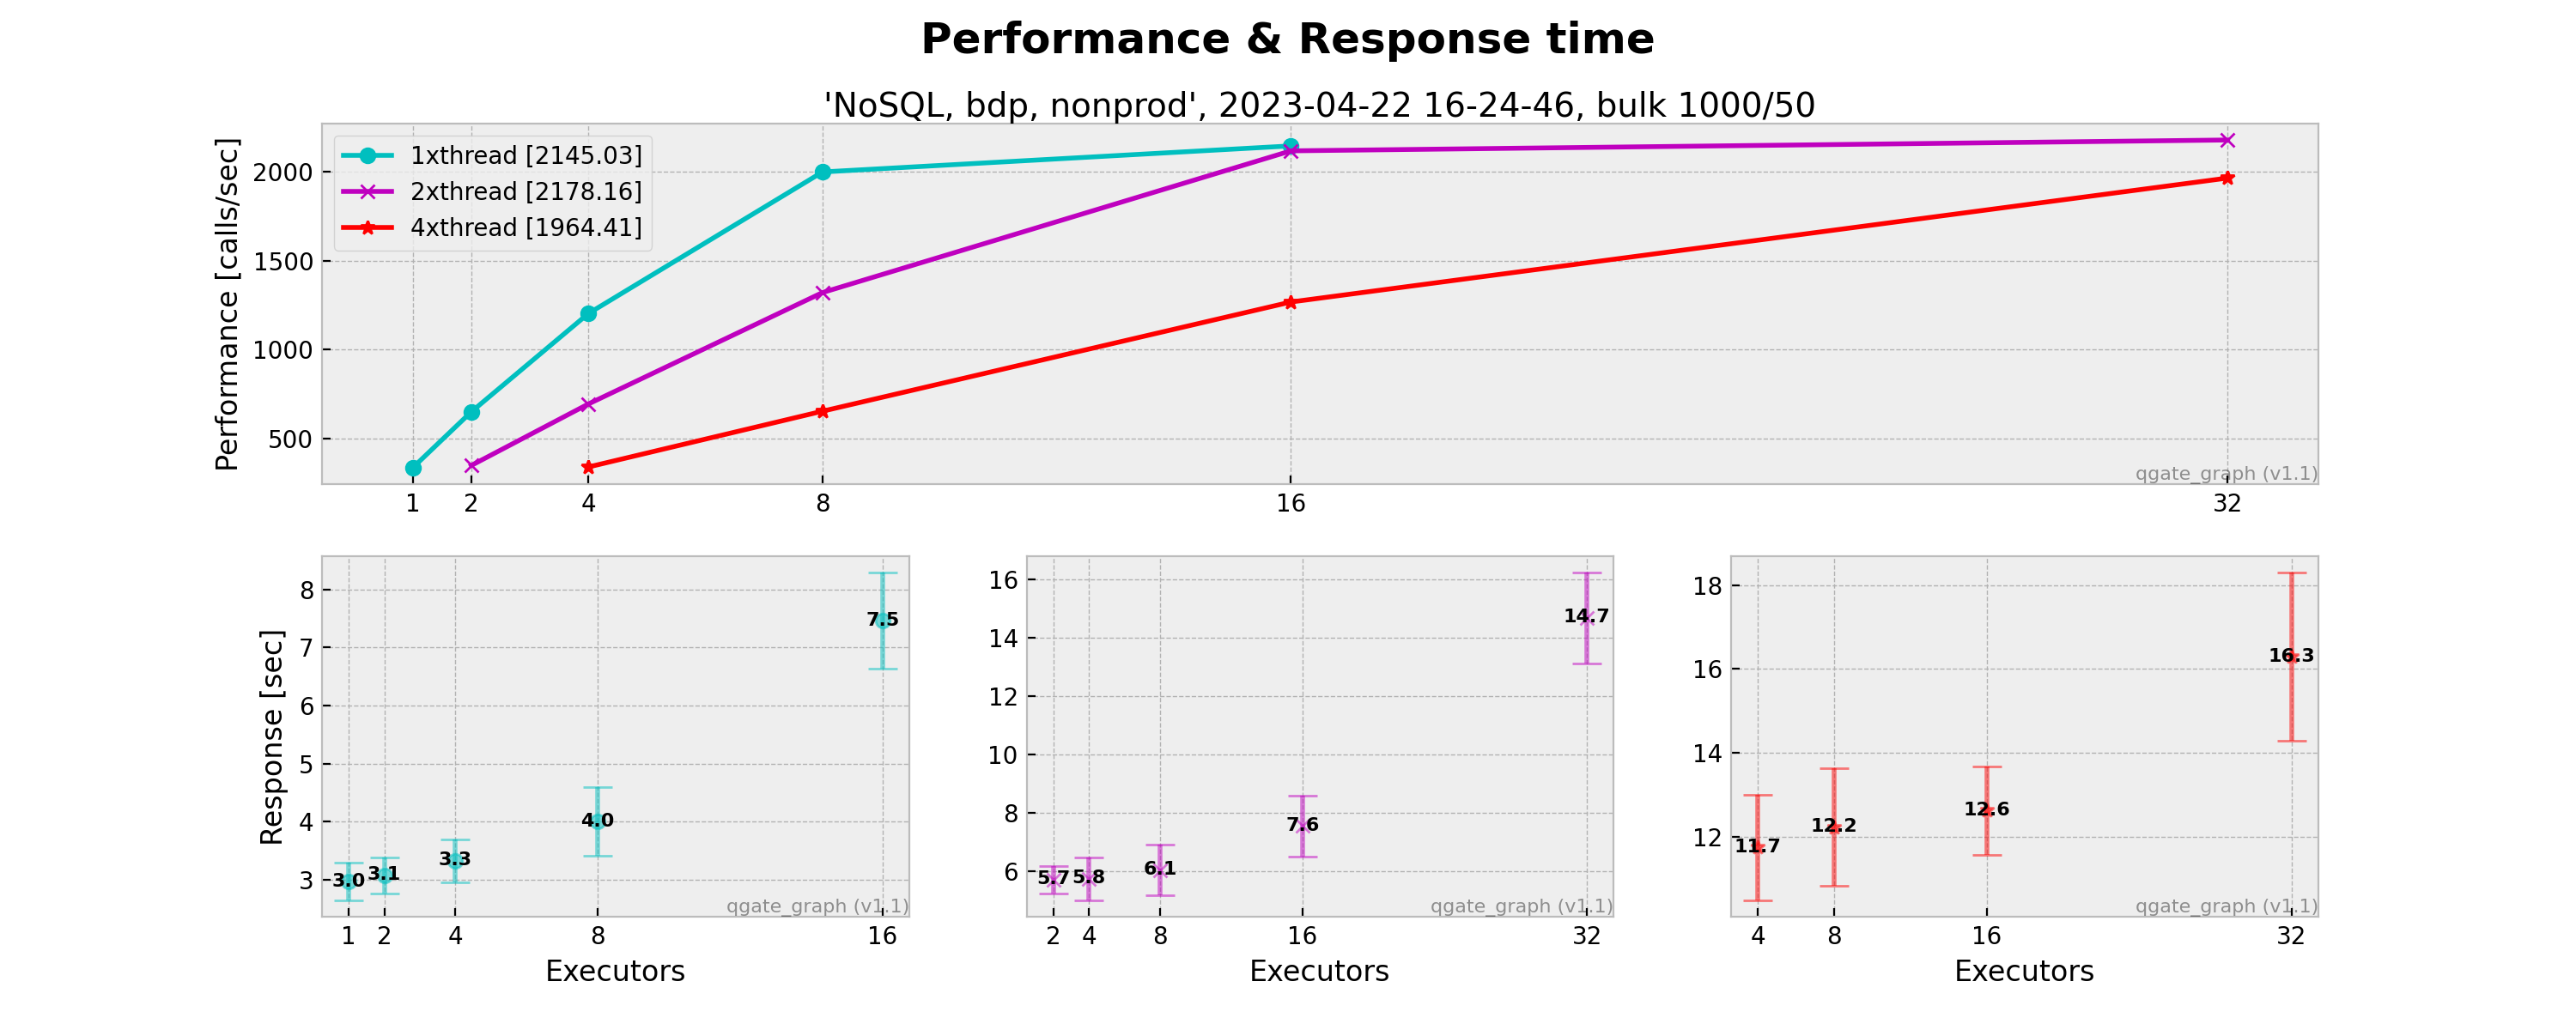 Performance & Response time
'NoSQL, bdp, nonprod', 2023-04-22 16-24-46, bulk 1000/50
Performance [calls/sec]
2000
1500
1000
500
1xthread [2145.03]
2xthread [2178.16]
4xthread [1964.41]
qgate_graph (v1.1)
1 2 4 8 16 32
Response [sec]
8
7
6
5
4
3
3.0 3.1 3.3 4.0 7.5
qgate_graph (v1.1)
1 2 4 8 16
Executors
16
14
12
10
8
6
5.7 5.8 6.1 7.6 14.7
qgate_graph (v1.1)
2 4 8 16 32
Executors
18
16
14
12
11.7 12.2 12.6 16.3
qgate_graph (v1.1)
4 8 16 32
Executors